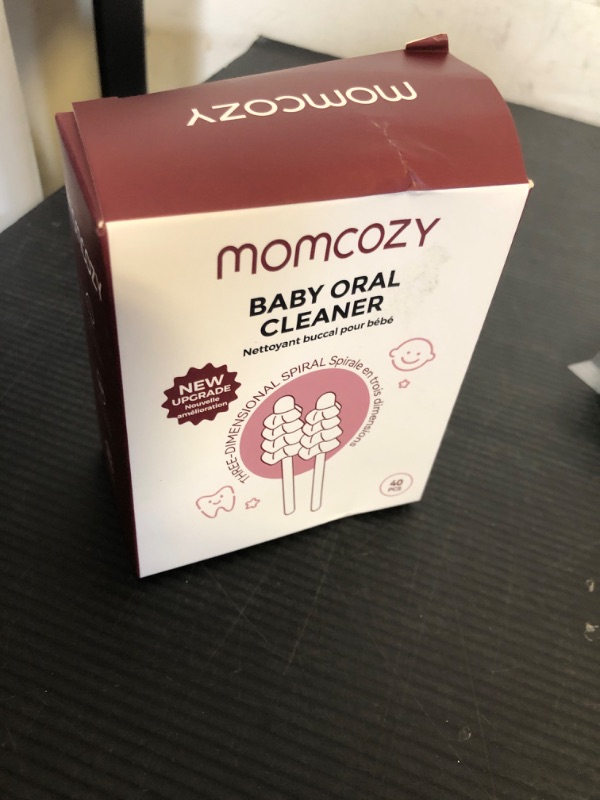 momcozy
momcozy
BABY ORAL
CLEANER
Nettoyant buccal pour bébé
NEW
UPGRADE
Nouvelle
amélioration
THREE-DIMENSIONAL SPIRAL Spirale en trois dimensions
40
PCS